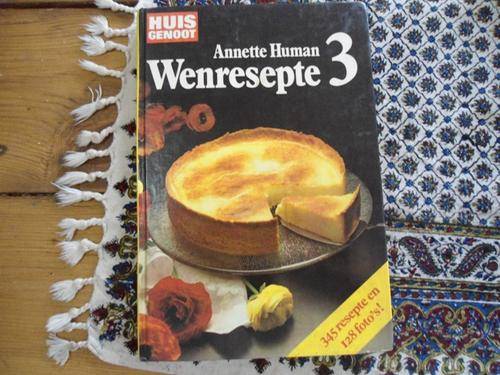 HUIS
GENOOT
Annette Human
Wenresepte 3
345 resepte en
128 foto's!